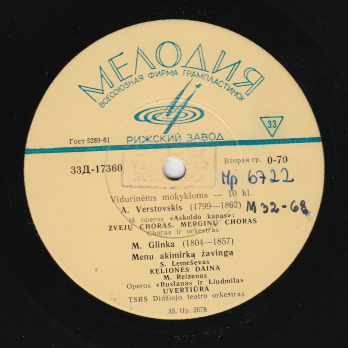 МЕЛОДИЯ
ВСЕСОЮЗНАЯ ФИРМА ГРАМПЛАСТИНОК
Гост 5289-61
РИЖСКИЙ ЗАВОД
33
33Д-17360
Вторая гр. 0-70
Нр 6722
Vidurinėms mokykloms — 10 kl.
A. Verstovskis (1799—1862)
M 32-68
Iš operos «Askoldo kapas»:
ŽVEJŲ CHORAS. MERGINŲ CHORAS
Choras ir orkestras
M. Glinka (1804—1857)
Menu akimirką žavingą
S. Lemeševas
KELIONĖS DAINA
M. Reizenas
Operos «Ruslanas ir Liudmila»
UVERTIŪRA
TSRS Didžiojo teatro orkestras
35. Пр. 2678